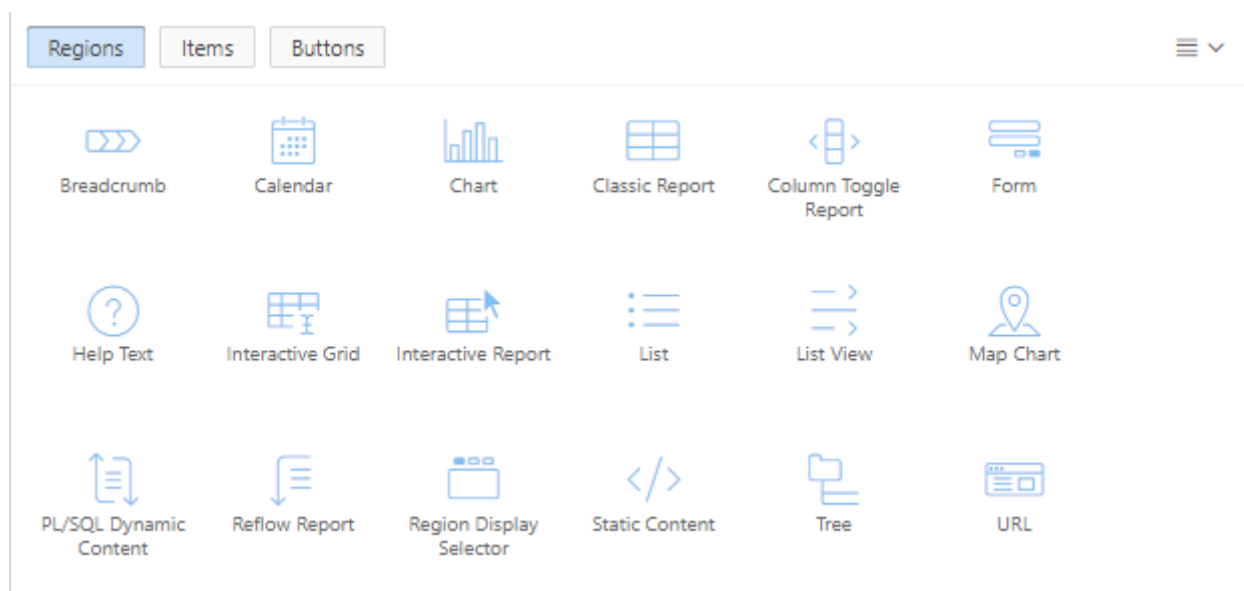 Regions Items Buttons
Breadcrumb Calendar Chart Classic Report Column Toggle Form
Report
Help Text Interactive Grid Interactive Report List List View Map Chart
PL/SQL Dynamic Reflow Report Region Display Static Content Tree URL
Content Selector